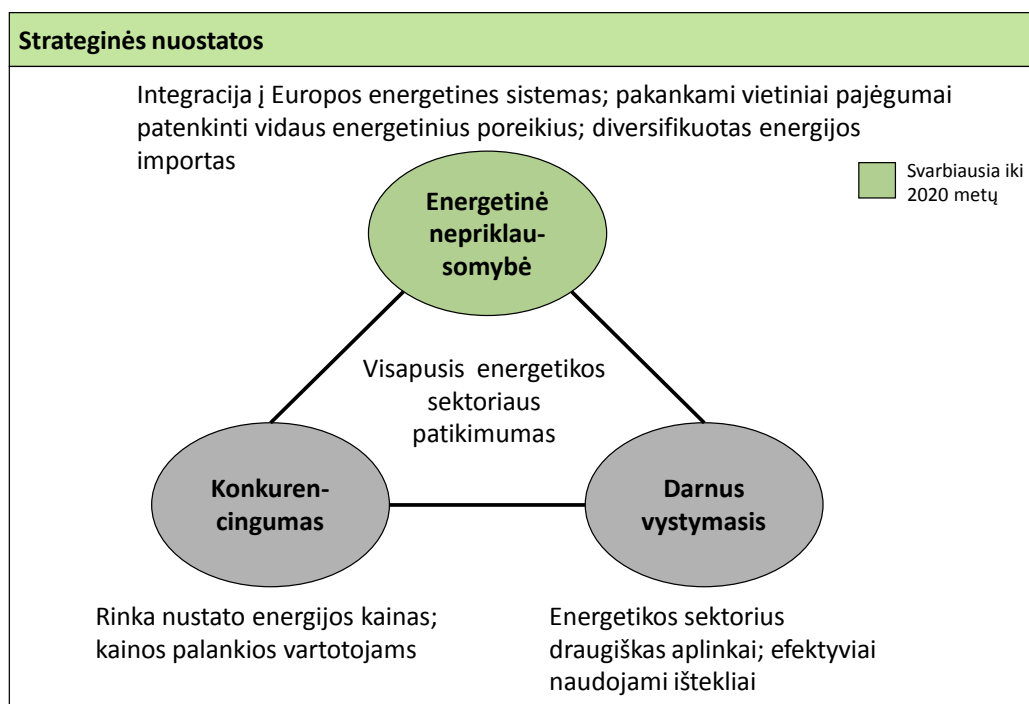 Strateginės nuostatos
Integracija į Europos energetines sistemas; pakankami vietiniai pajėgumai
patenkinti vidaus energetinius poreikius; diversifikuotas energijos
importas
Svarbiausia iki
2020 metų
Energetinė
nepriklau-
somybė
Visapusis energetikos
sektoriaus
patikimumas
Konkuren-
cingumas
Darnus
vystymasis
Rinka nustato energijos kainas;
kainos palankios vartotojams
Energetikos sektorius
draugiškas aplinkai; efektyviai
naudojami ištekliai